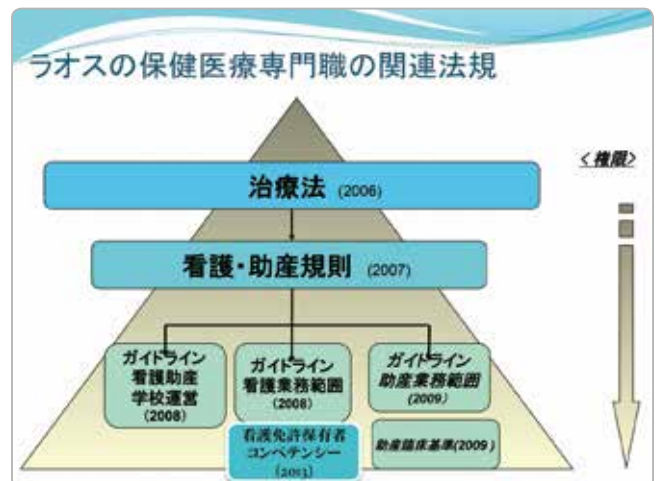 ラオスの保健医療専門職の関連法規
<権限>
治療法 (2006)
看護・助産規則 (2007)
ガイドライン
看護助産
学校運営
(2008)
ガイドライン
看護業務範囲
(2008)
ガイドライン
助産業務範囲
(2009)
看護免許保有者
コンペテンシー
(2013)
助産臨床基準(2009)